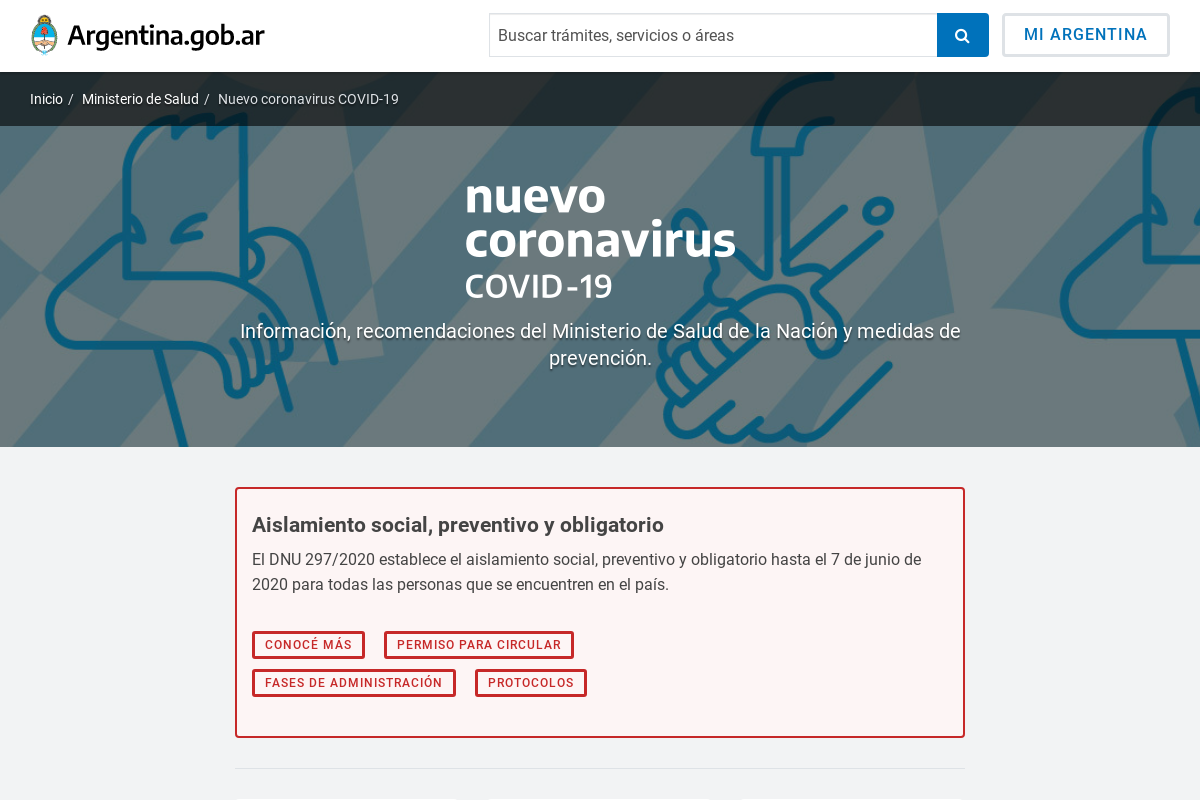 Argentina.gob.ar
Buscar trámites, servicios o áreas
MI ARGENTINA
Inicio / Ministerio de Salud / Nuevo coronavirus COVID-19
nuevo
coronavirus
COVID-19
Información, recomendaciones del Ministerio de Salud de la Nación y medidas de
prevención.
Aislamiento social, preventivo y obligatorio
El DNU 297/2020 establece el aislamiento social, preventivo y obligatorio hasta el 7 de junio de
2020 para todas las personas que se encuentren en el país.
CONOCÉ MÁS
PERMISO PARA CIRCULAR
FASES DE ADMINISTRACIÓN
PROTOCOLOS